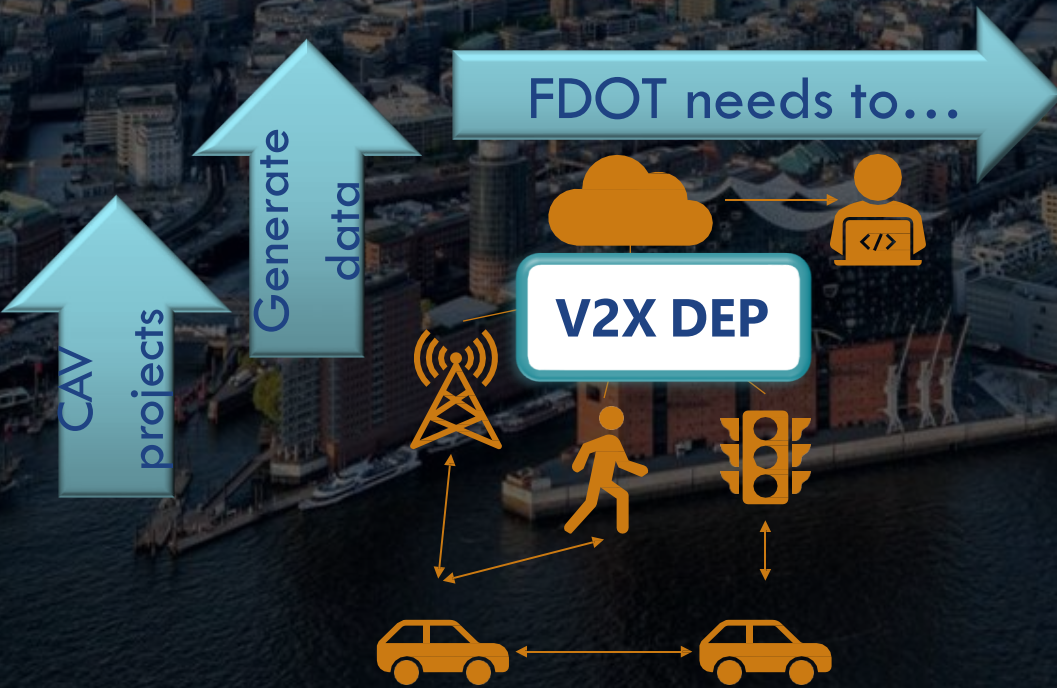 CAV
projects
Generate
data
FDOT needs to…
</>
V2X DEP